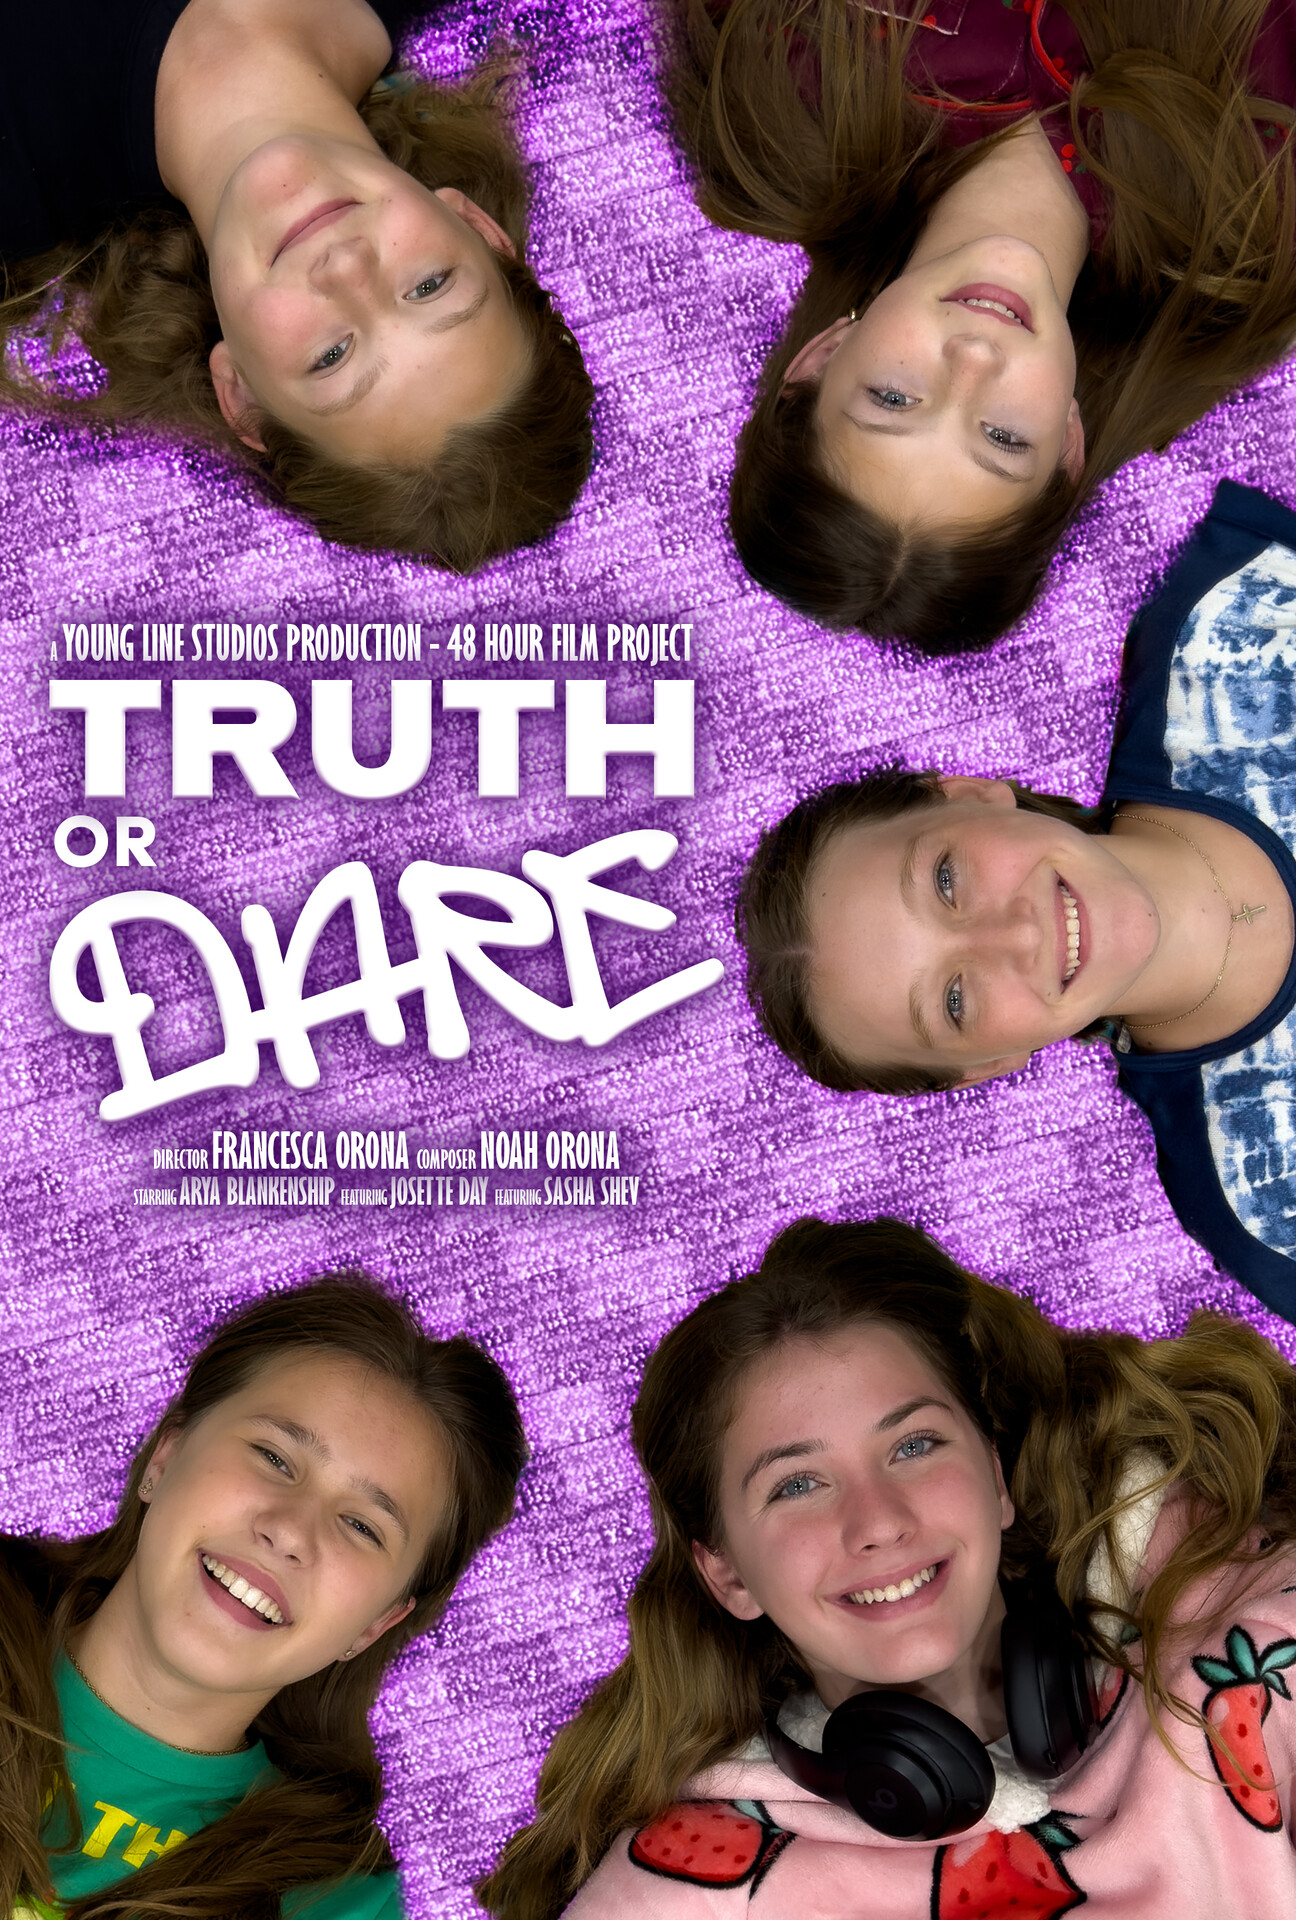 A YOUNG LINE STUDIOS PRODUCTION - 48 HOUR FILM PROJECT
TRUTH
OR
DARE
DIRECTOR FRANCESCA ORONA COMPOSER NOAH ORONA
STARRING ARYA BLANKENSHIP FEATURING JOSETTE DAY FEATURING SASHA SHEV
TH
b